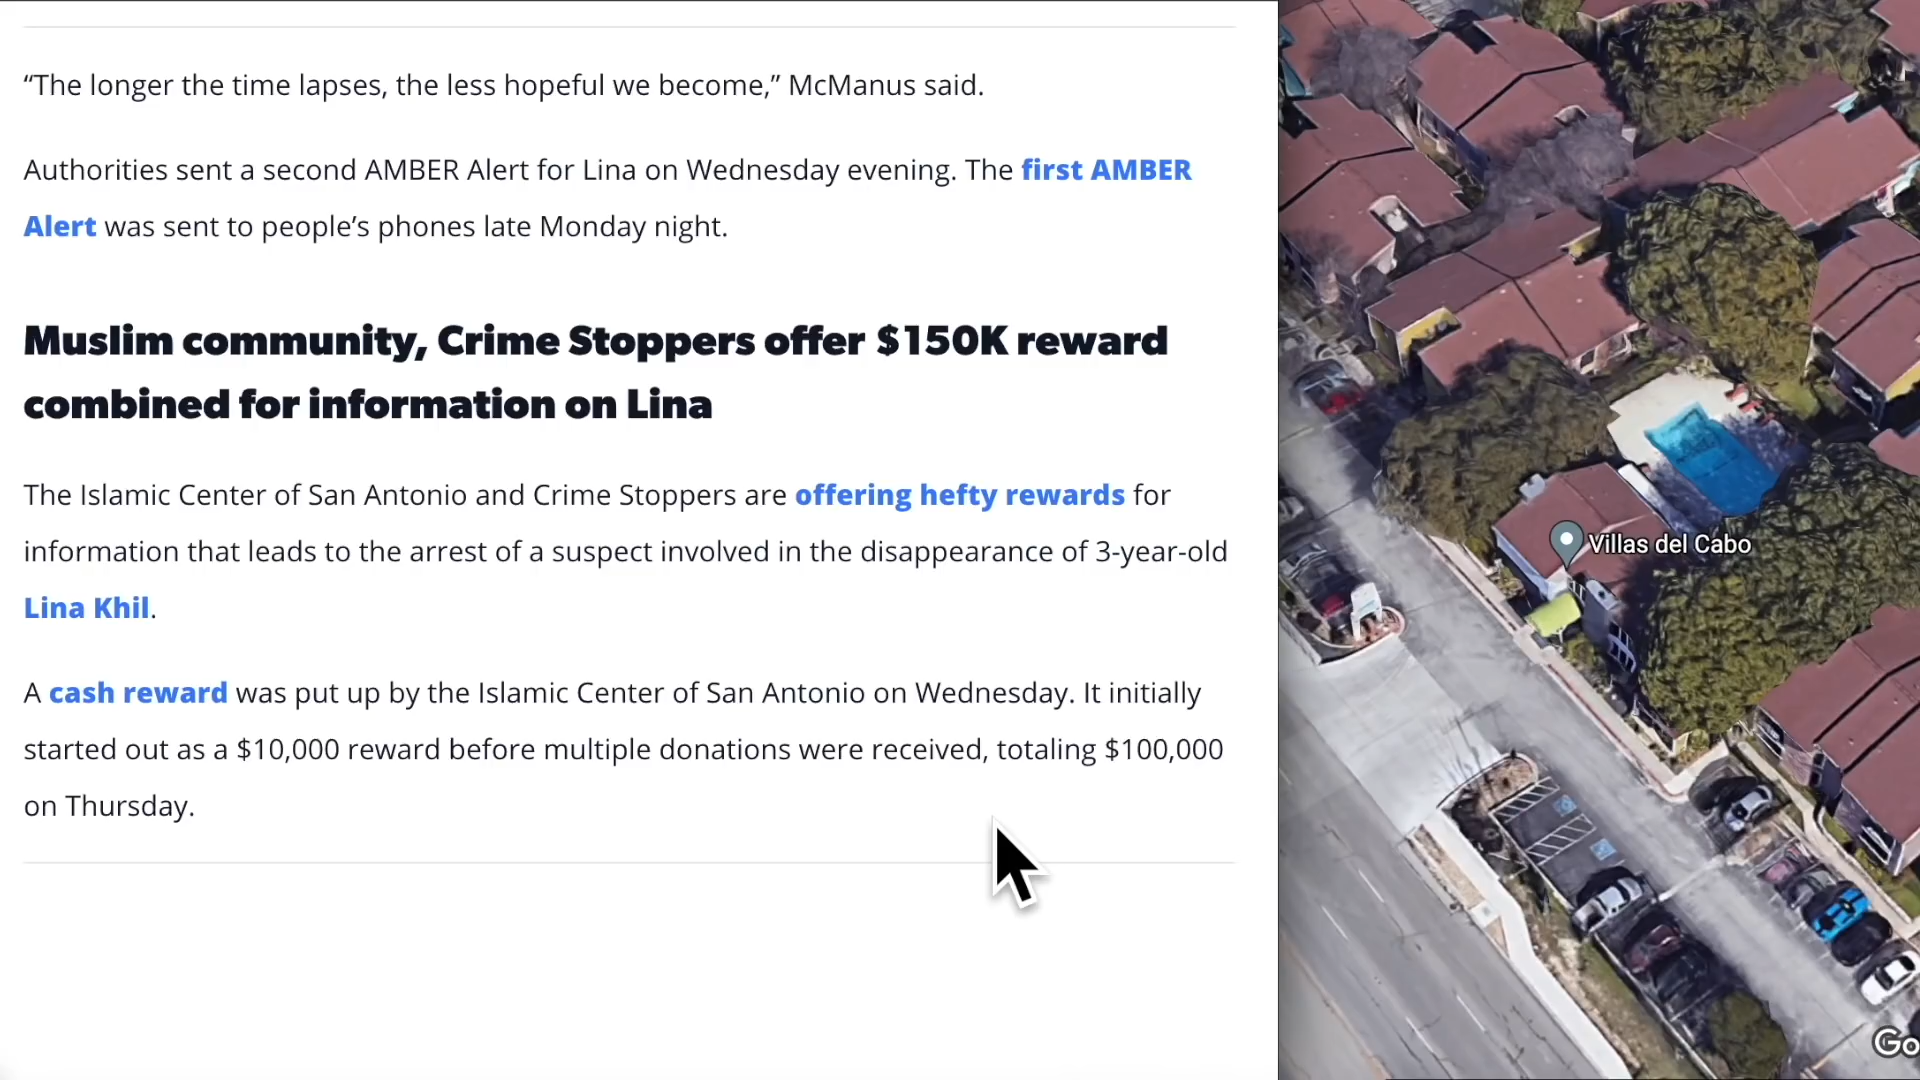 “The longer the time lapses, the less hopeful we become,” McManus said.
Authorities sent a second AMBER Alert for Lina on Wednesday evening. The first AMBER
Alert was sent to people’s phones late Monday night.
Muslim community, Crime Stoppers offer $150K reward
combined for information on Lina
The Islamic Center of San Antonio and Crime Stoppers are offering hefty rewards for
information that leads to the arrest of a suspect involved in the disappearance of 3-year-old
Lina Khil.
A cash reward was put up by the Islamic Center of San Antonio on Wednesday. It initially
started out as a $10,000 reward before multiple donations were received, totaling $100,000
on Thursday.
Villas del Cabo
Go